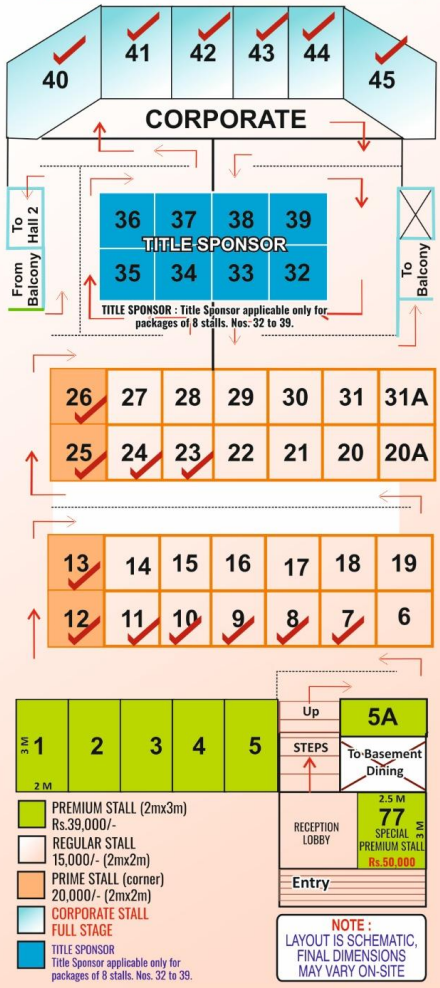 40 41 42 43 44 45
CORPORATE
To
Hall 2
From
Balcony
To
Balcony
36 37 38 39
TITLE SPONSOR
35 34 33 32
TITLE SPONSOR : Title Sponsor applicable only for
packages of 8 stalls. Nos. 32 to 39.
26 27 28 29 30 31 31A
25 24 23 22 21 20 20A
13 14 15 16 17 18 19
12 11 10 9 8 7 6
3 M
1 2 3 4 5
2 M
Up
STEPS
5A
To Basement
Dining
RECEPTION
LOBBY
2.5 M
77
3 M
SPECIAL
PREMIUM STALL
Rs.50,000
Entry
PREMIUM STALL (2mx3m)
Rs.39,000/-
REGULAR STALL
15,000/- (2mx2m)
PRIME STALL (corner)
20,000/- (2mx2m)
CORPORATE STALL
FULL STAGE
TITLE SPONSOR
Title Sponsor applicable only for
packages of 8 stalls. Nos. 32 to 39.
NOTE :
LAYOUT IS SCHEMATIC,
FINAL DIMENSIONS
MAY VARY ON-SITE